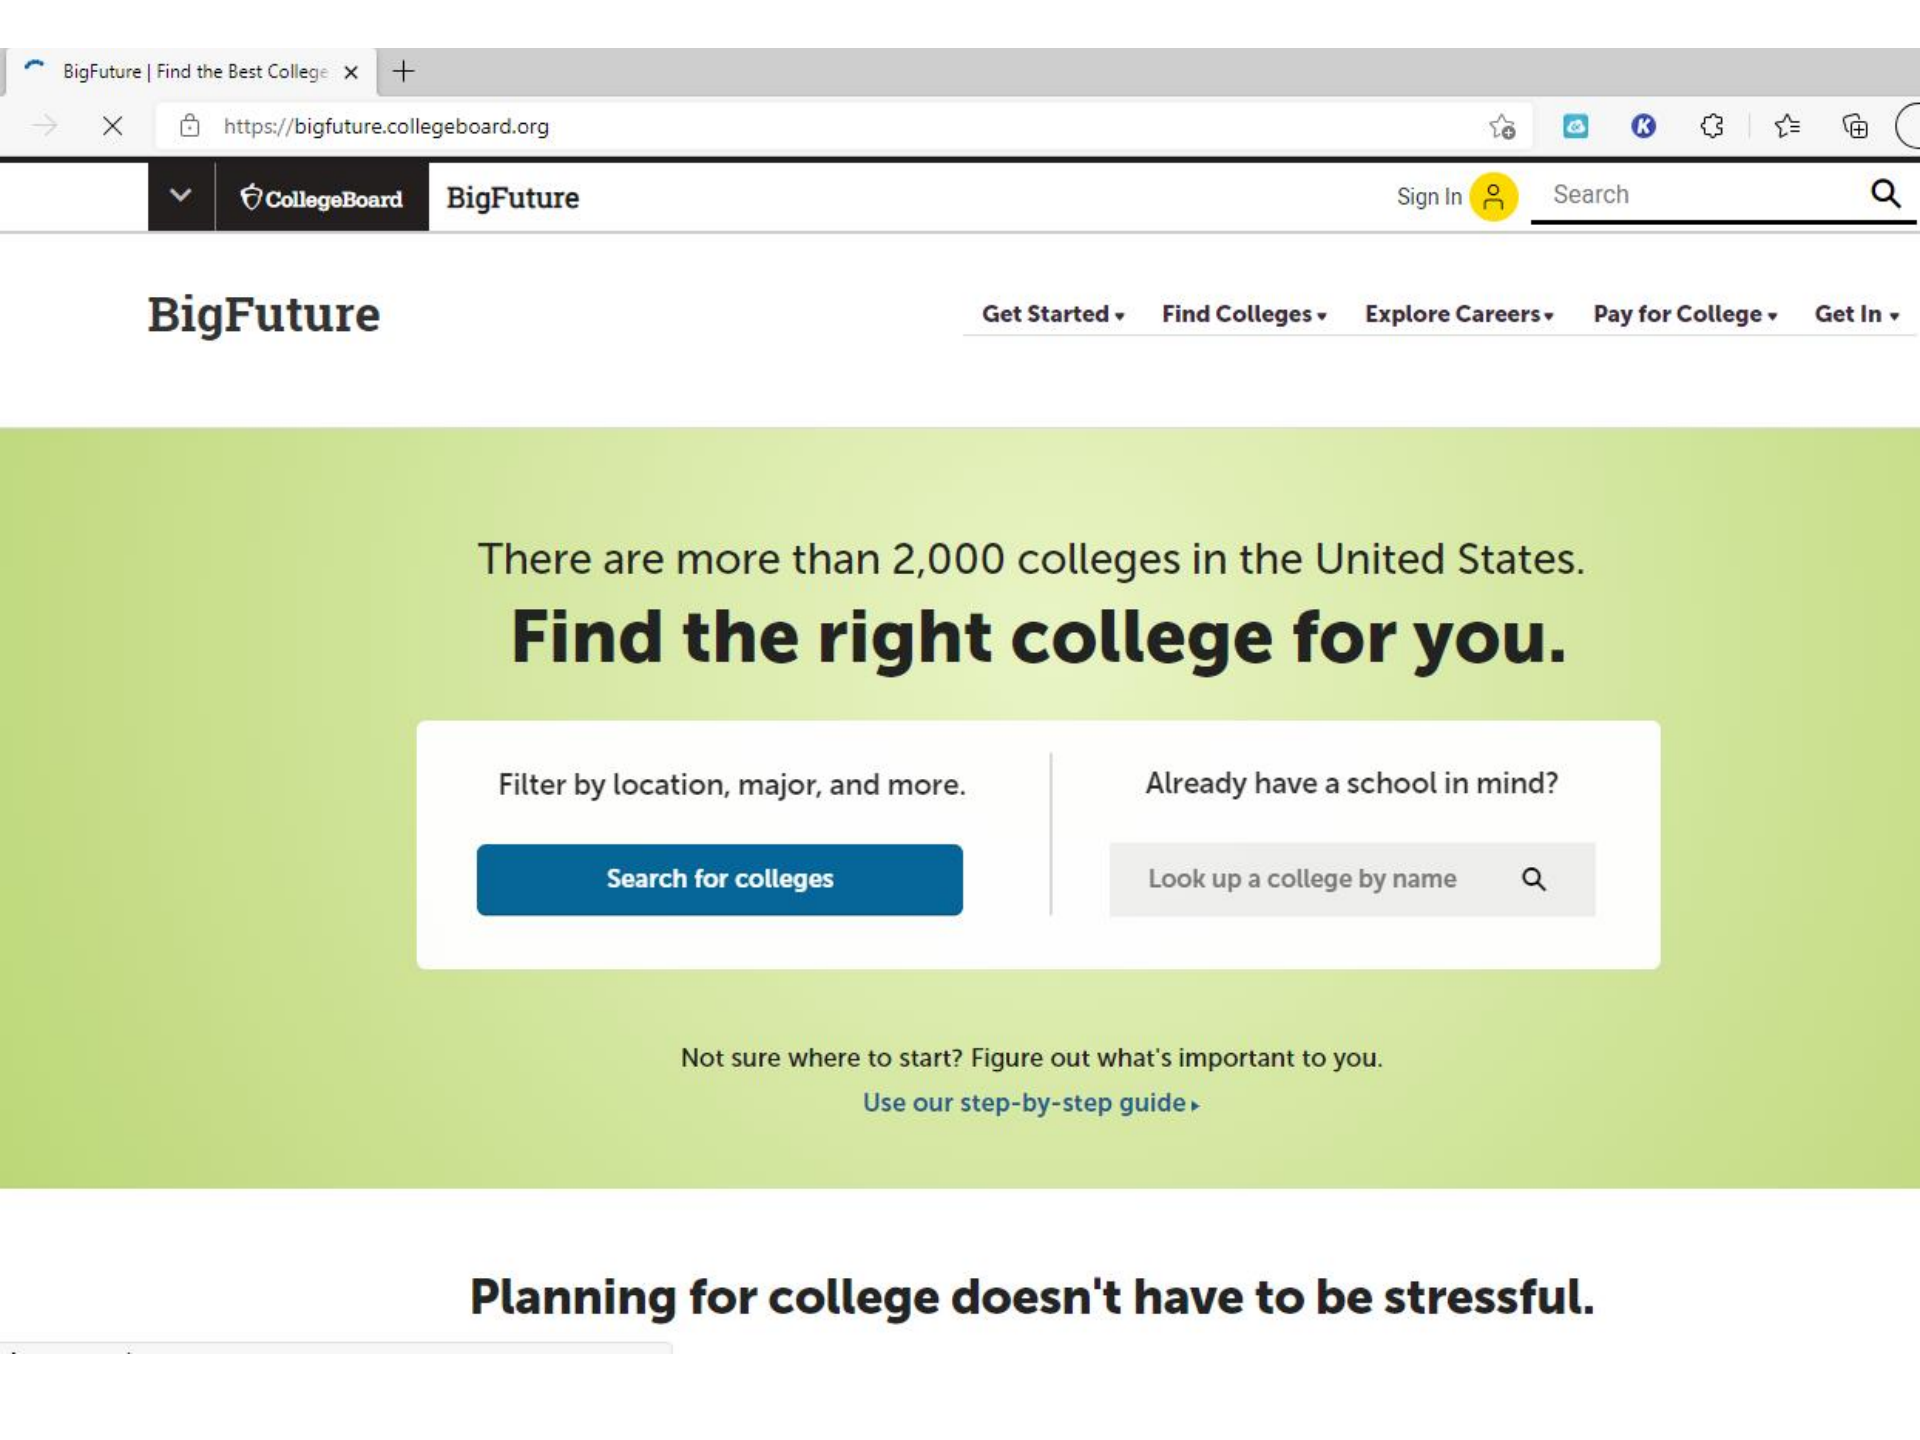 BigFuture | Find the Best College
https://bigfuture.collegeboard.org
CollegeBoard
BigFuture
Sign In
Search
BigFuture
Get Started
Find Colleges
Explore Careers
Pay for College
Get In
There are more than 2,000 colleges in the United States.
Find the right college for you.
Filter by location, major, and more.
Search for colleges
Already have a school in mind?
Look up a college by name
Not sure where to start? Figure out what's important to you.
Use our step-by-step guide
Planning for college doesn't have to be stressful.